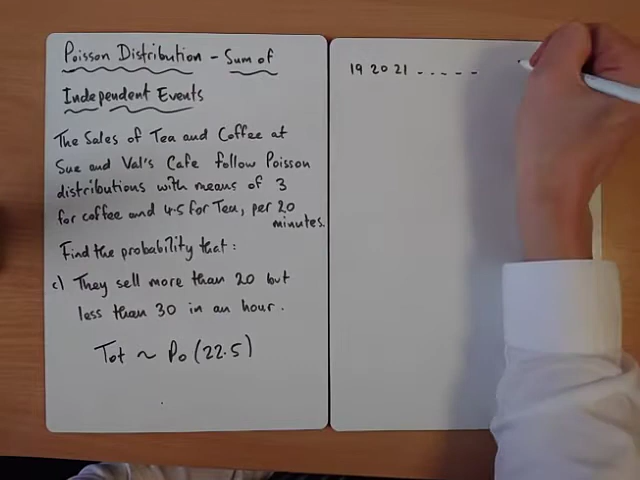 Poisson Distribution - Sum of
Independent Events
The Sales of Tea and Coffee at
Sue and Val's Cafe follow Poisson
distributions with means of 3
for coffee and 4.5 for Tea, per 20
minutes.
Find the probability that:
c) They sell more than 20 but
less than 30 in an hour.
Tot ~ Po (22.5)
19 20 21 - - - - -